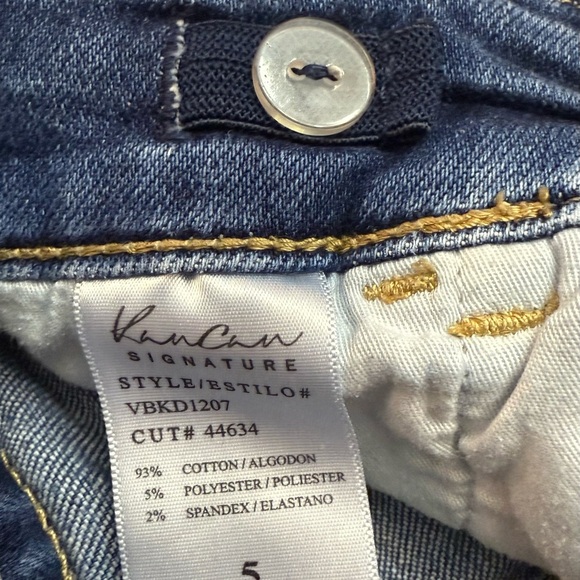 KanCan
SIGNATURE
STYLE/ESTILO#
VBKD1207
CUT# 44634
93% COTTON / ALGODON
5% POLYESTER / POLIESTER
2% SPANDEX / ELASTANO
5